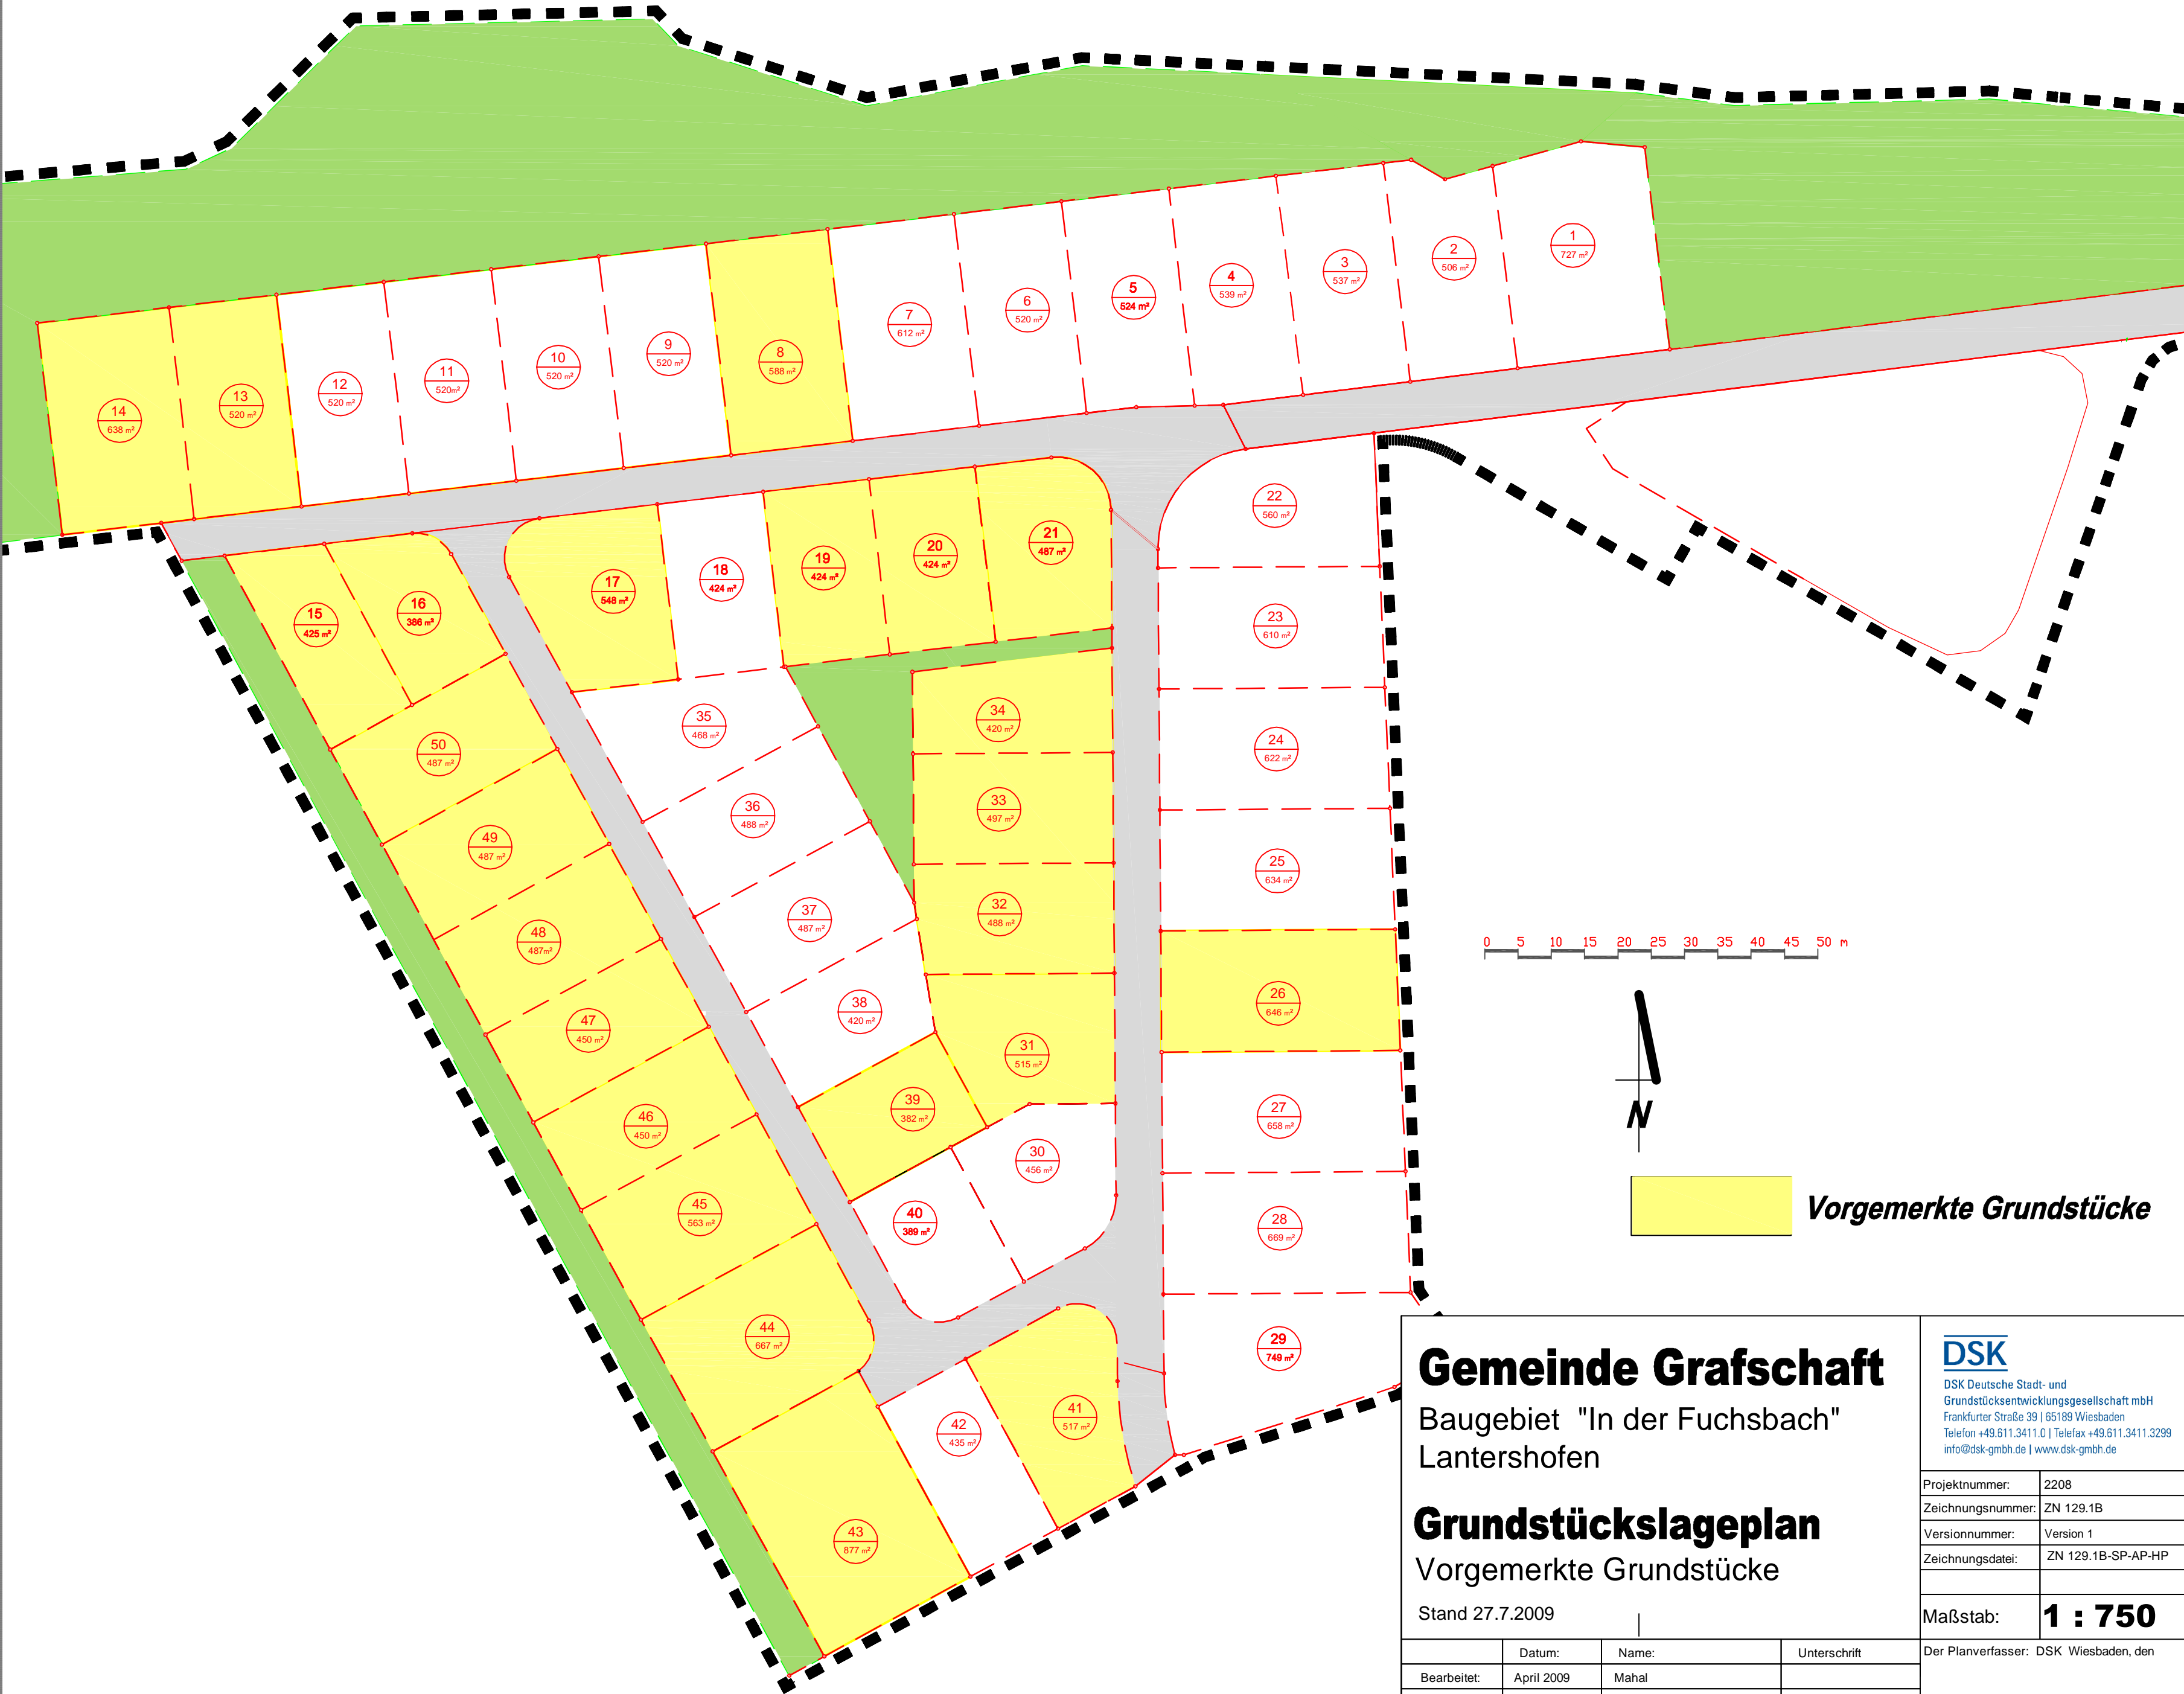 1
727 m²
2
506 m²
3
537 m²
4
539 m²
5
524 m²
6
520 m²
7
612 m²
8
588 m²
9
520 m²
10
520 m²
11
520m²
12
520 m²
13
520 m²
14
638 m²
15
425 m²
16
386 m²
17
548 m²
18
424 m²
19
424 m²
20
424 m²
21
487 m²
22
560 m²
23
610 m²
24
622 m²
25
634 m²
26
646 m²
27
658 m²
28
669 m²
29
749 m²
30
456 m²
31
515 m²
32
488 m²
33
497 m²
34
420 m²
35
468 m²
36
488 m²
37
487 m²
38
420 m²
39
382 m²
40
389 m²
41
517 m²
42
435 m²
43
877 m²
44
667 m²
45
563 m²
46
450 m²
47
450 m²
48
487m²
49
487 m²
50
487 m²
0 5 10 15 20 25 30 35 40 45 50 m
N
Vorgemerkte Grundstücke
Gemeinde Grafschaft
Baugebiet "In der Fuchsbach"
Lantershofen
Grundstückslageplan
Vorgemerkte Grundstücke
Stand 27.7.2009
Datum: Name: Unterschrift
Bearbeitet: April 2009 Mahal
DSK
DSK Deutsche Stadt- und
Grundstücksentwicklungsgesellschaft mbH
Frankfurter Straße 39 | 65189 Wiesbaden
Telefon +49.611.3411.0 | Telefax +49.611.3411.3299
info@dsk-gmbh.de | www.dsk-gmbh.de
Projektnummer: 2208
Zeichnungsnummer: ZN 129.1B
Versionnummer: Version 1
Zeichnungsdatei: ZN 129.1B-SP-AP-HP
Maßstab: 1 : 750
Der Planverfasser: DSK Wiesbaden, den